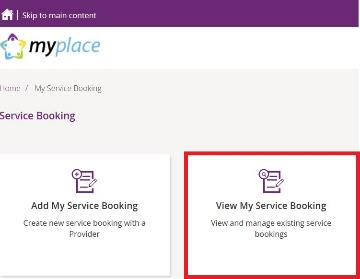 Skip to main content
myplace
Home / My Service Booking
Service Booking
Add My Service Booking
Create new service booking with a
Provider
View My Service Booking
View and manage existing service
bookings